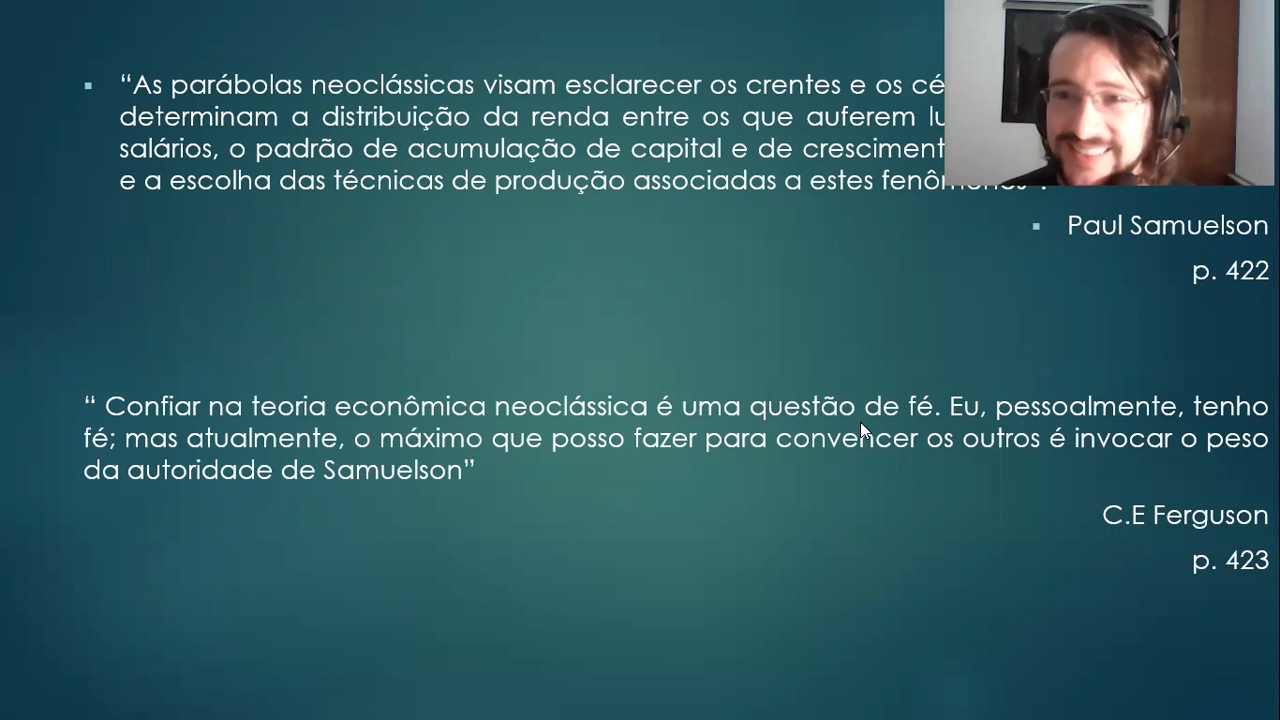 “As parábolas neoclássicas visam esclarecer os crentes e os
determinam a distribuição da renda entre os que auferem
salários, o padrão de acumulação de capital e de
e a escolha das técnicas de produção associadas a estes
Paul Samuelson
p. 422
“ Confiar na teoria econômica neoclássica é uma questão de fé. Eu, pessoalmente, tenho
fé; mas atualmente, o máximo que posso fazer para convencer os outros é invocar o peso
da autoridade de Samuelson”
C.E Ferguson
p. 423